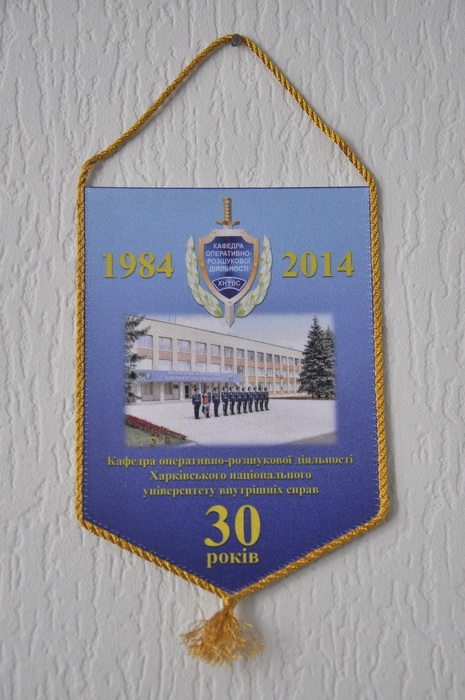 КАФЕДРА
ОПЕРАТИВНО-
РОЗШУКОВОЇ
ДІЯЛЬНОСТІ
ХНУВС
1984 2014
Кафедра оперативно-розшукової діяльності
Харківського національного
університету внутрішніх справ
30
років